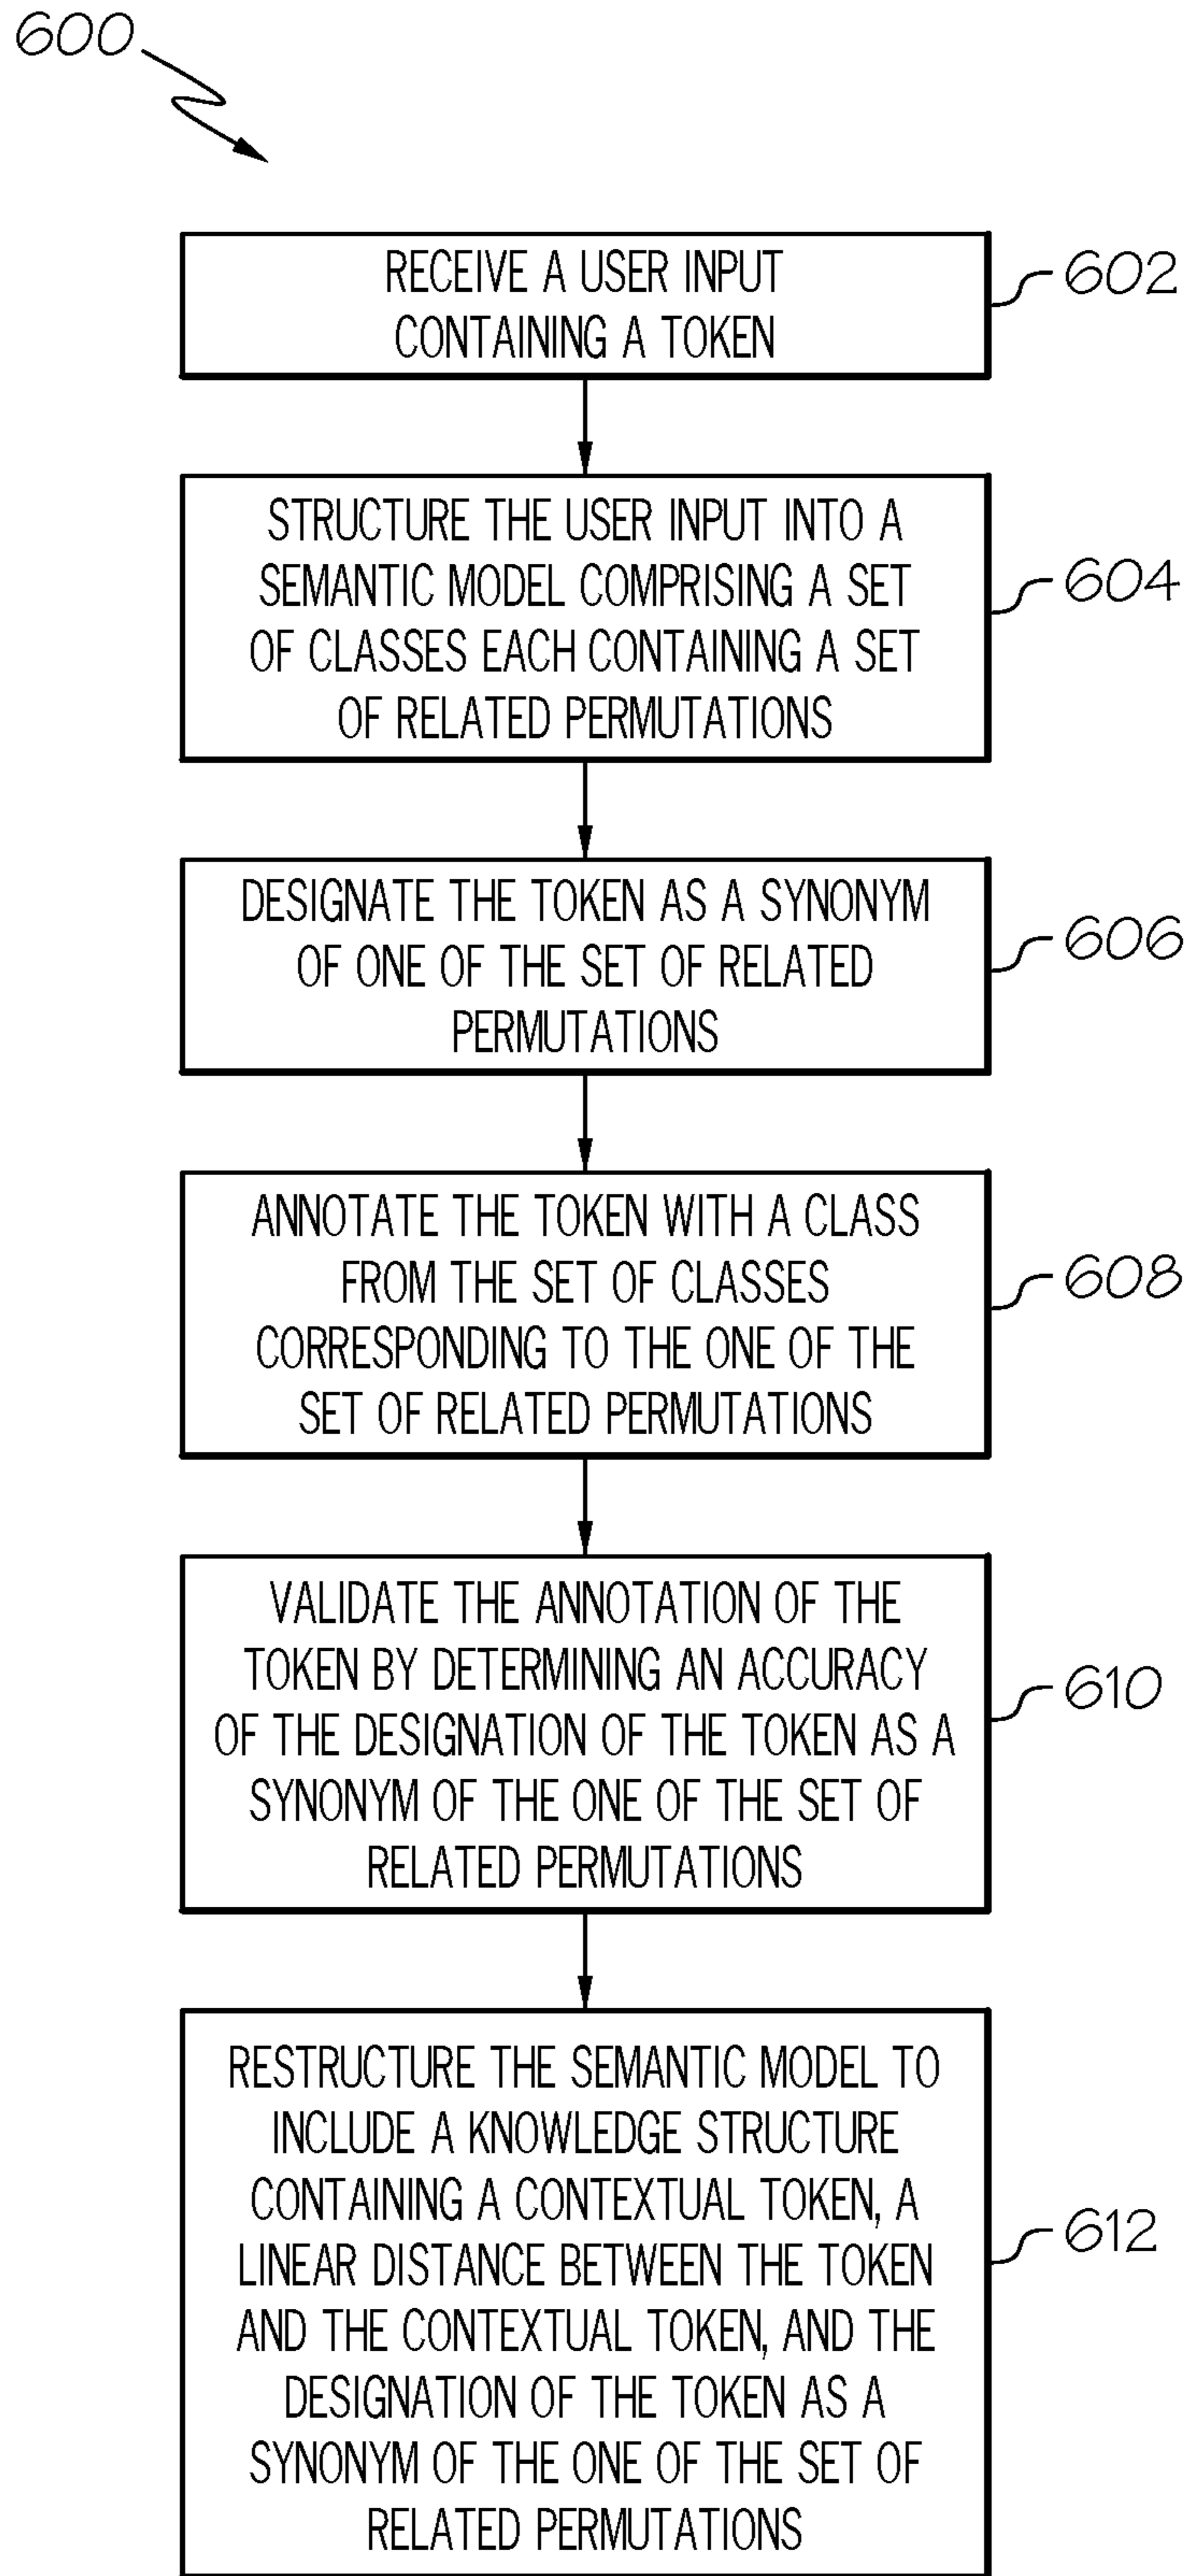 600
RECEIVE A USER INPUT
CONTAINING A TOKEN
602
STRUCTURE THE USER INPUT INTO A
SEMANTIC MODEL COMPRISING A SET
OF CLASSES EACH CONTAINING A SET
OF RELATED PERMUTATIONS
604
DESIGNATE THE TOKEN AS A SYNONYM
OF ONE OF THE SET OF RELATED
PERMUTATIONS
606
ANNOTATE THE TOKEN WITH A CLASS
FROM THE SET OF CLASSES
CORRESPONDING TO THE ONE OF THE
SET OF RELATED PERMUTATIONS
608
VALIDATE THE ANNOTATION OF THE
TOKEN BY DETERMINING AN ACCURACY
OF THE DESIGNATION OF THE TOKEN AS A
SYNONYM OF THE ONE OF THE SET OF
RELATED PERMUTATIONS
610
RESTRUCTURE THE SEMANTIC MODEL TO
INCLUDE A KNOWLEDGE STRUCTURE
CONTAINING A CONTEXTUAL TOKEN, A
LINEAR DISTANCE BETWEEN THE TOKEN
AND THE CONTEXTUAL TOKEN, AND THE
DESIGNATION OF THE TOKEN AS A
SYNONYM OF THE ONE OF THE SET OF
RELATED PERMUTATIONS
612